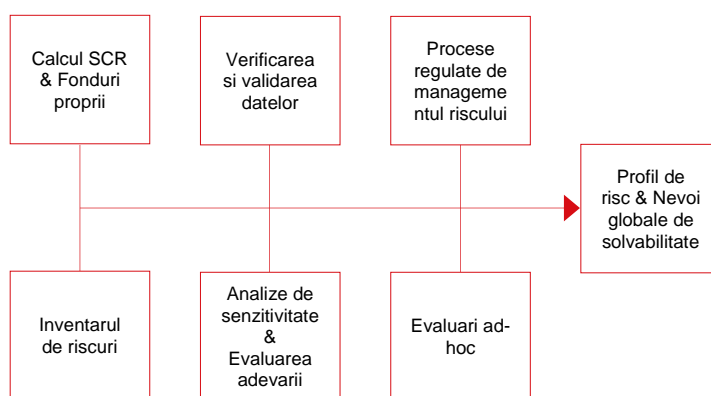 Calcul SCR
& Fonduri
proprii
Verificarea
si validarea
datelor
Procese
regulate de
manageme
ntul riscului
Profil de
risc & Nevoi
globale de
solvabilitate
Inventarul
de riscuri
Analize de
senzitivitate
&
Evaluarea
adevarii
Evaluari ad-
hoc